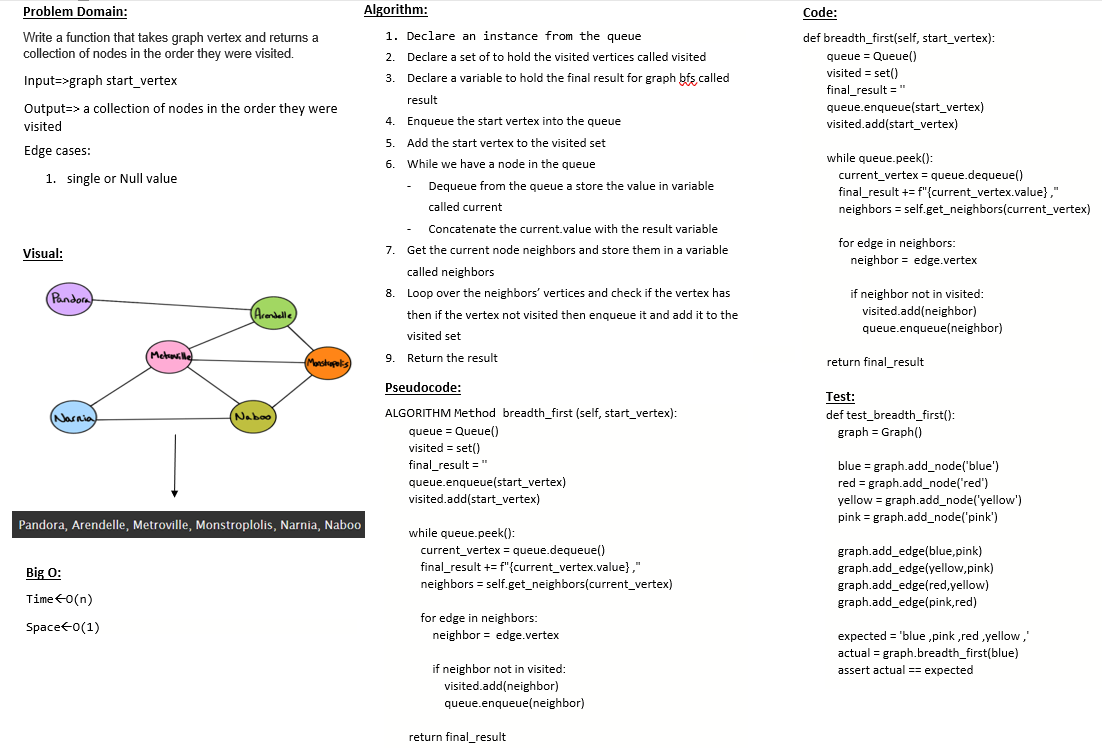 Problem Domain:
Write a function that takes graph vertex and returns a
collection of nodes in the order they were visited.
Input=>graph start_vertex
Output=> a collection of nodes in the order they were
visited
Edge cases:
1. single or Null value
Visual:
Pandora
Arendelle
Metroville
Monstropolis
Narnia
Naboo
Pandora, Arendelle, Metroville, Monstroplolis, Narnia, Naboo
Big O:
Time←O(n)
Space←O(1)
Algorithm:
1. Declare an instance from the queue
2. Declare a set of to hold the visited vertices called visited
3. Declare a variable to hold the final result for graph bfs called
result
4. Enqueue the start vertex into the queue
5. Add the start vertex to the visited set
6. While we have a node in the queue
- Dequeue from the queue a store the value in variable
called current
- Concatenate the current.value with the result variable
7. Get the current node neighbors and store them in a variable
called neighbors
8. Loop over the neighbors’ vertices and check if the vertex has
then if the vertex not visited then enqueue it and add it to the
visited set
9. Return the result
Pseudocode:
ALGORITHM Method breadth_first (self, start_vertex):
queue = Queue()
visited = set()
final_result = ''
queue.enqueue(start_vertex)
visited.add(start_vertex)
while queue.peek():
current_vertex = queue.dequeue()
final_result += f"{current_vertex.value} ,"
neighbors = self.get_neighbors(current_vertex)
for edge in neighbors:
neighbor = edge.vertex
if neighbor not in visited:
visited.add(neighbor)
queue.enqueue(neighbor)
return final_result
Code:
def breadth_first(self, start_vertex):
queue = Queue()
visited = set()
final_result = ''
queue.enqueue(start_vertex)
visited.add(start_vertex)
while queue.peek():
current_vertex = queue.dequeue()
final_result += f"{current_vertex.value} ,"
neighbors = self.get_neighbors(current_vertex)
for edge in neighbors:
neighbor = edge.vertex
if neighbor not in visited:
visited.add(neighbor)
queue.enqueue(neighbor)
return final_result
Test:
def test_breadth_first():
graph = Graph()
blue = graph.add_node('blue')
red = graph.add_node('red')
yellow = graph.add_node('yellow')
pink = graph.add_node('pink')
graph.add_edge(blue,pink)
graph.add_edge(yellow,pink)
graph.add_edge(red,yellow)
graph.add_edge(pink,red)
expected = 'blue ,pink ,red ,yellow ,'
actual = graph.breadth_first(blue)
assert actual == expected